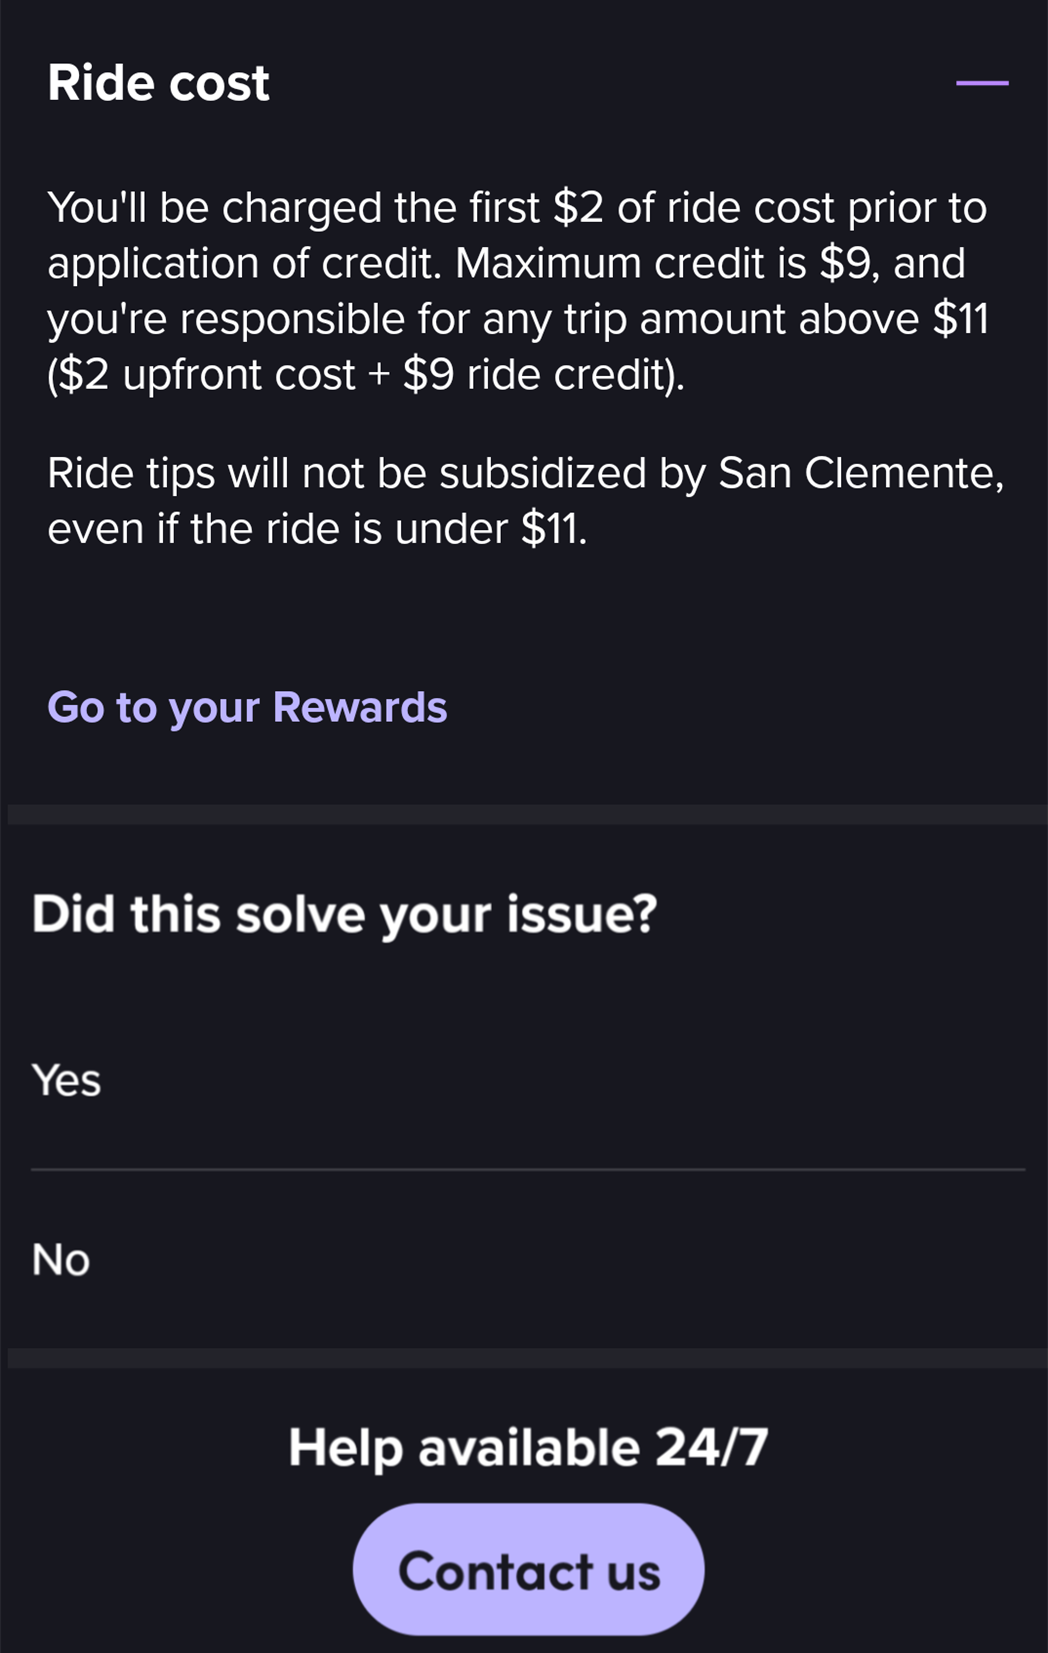 Ride cost
You'll be charged the first $2 of ride cost prior to
application of credit. Maximum credit is $9, and
you're responsible for any trip amount above $11
($2 upfront cost + $9 ride credit).
Ride tips will not be subsidized by San Clemente,
even if the ride is under $11.
Go to your Rewards
Did this solve your issue?
Yes
No
Help available 24/7
Contact us